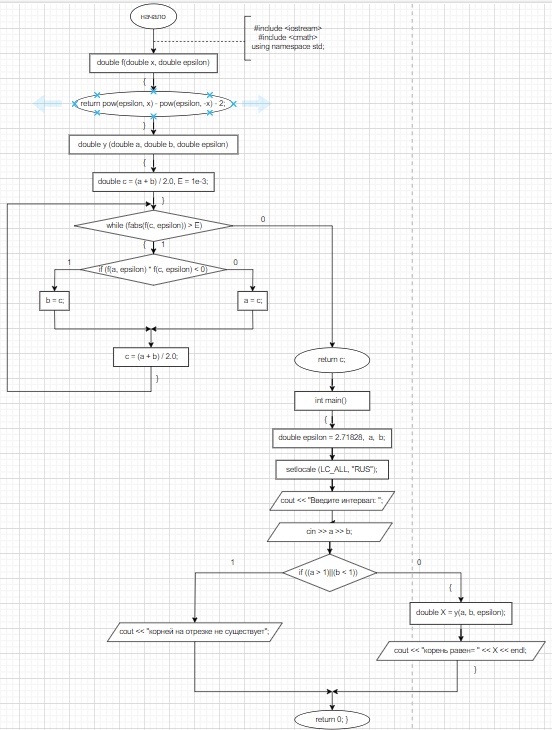 начало
#include <iostream>
#include <cmath>
using namespace std;
double f(double x, double epsilon)
{
return pow(epsilon, x) - pow(epsilon, -x) - 2;
}
double y (double a, double b, double epsilon)
{
double c = (a + b) / 2.0, E = 1e-3;
}
while (fabs(f(c, epsilon)) > E)
0
{ 1
if (f(a, epsilon) * f(c, epsilon) < 0)
1
0
b = c;
a = c;
c = (a + b) / 2.0;
}
return c;
int main()
{
double epsilon = 2.71828, a, b;
setlocale (LC_ALL, "RUS");
cout << "Введите интервал: ";
cin >> a >> b;
if ((a > 1)||(b < 1))
1
0
{
double X = y(a, b, epsilon);
cout << "корней на отрезке не существует";
cout << "корень равен= " << X << endl;
}
return 0; }